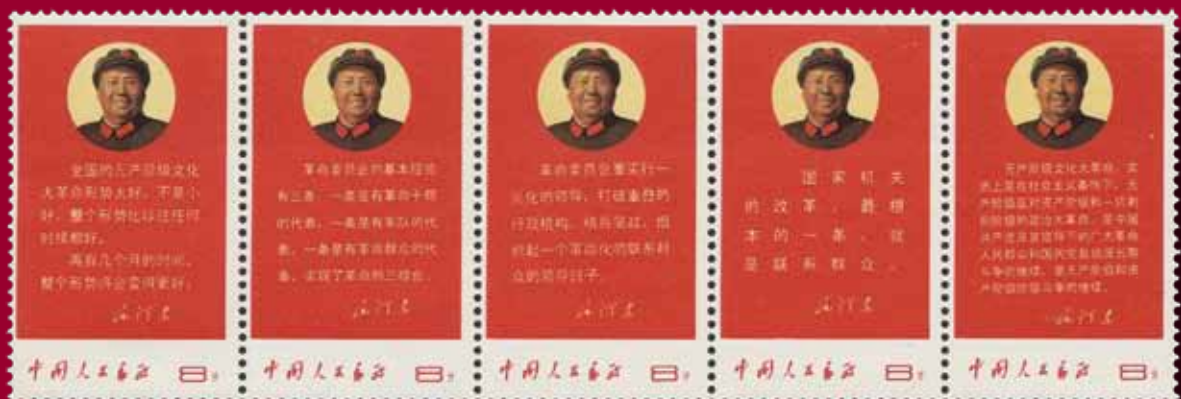 全国的无产阶级文化
大革命形势大好，不是小
好。整个形势比以往任何
时候都好。
再有几个月的时间，
整个形势将会变得更好。
毛泽东
中国人民邮政 8分
革命委员会的基本经验
有三条：一条是有革命干部
的代表，一条是有军队的代
表，一条是有革命群众的代
表，实现了革命的三结合。
毛泽东
中国人民邮政 8分
革命委员会要实行一
元化的领导，打破重叠的
行政机构，精兵简政，组
织起一个革命化的联系群
众的领导班子。
毛泽东
中国人民邮政 8分
国家机关
的改革，最根
本的一条，就
是联系群众。
毛泽东
中国人民邮政 8分
无产阶级文化大革命，实
质上是在社会主义条件下，无
产阶级反对资产阶级和一切剥
削阶级的政治大革命，是中国
共产党及其领导下的广大革命
人民群众和国民党反动派长期
斗争的继续，是无产阶级和资
产阶级阶级斗争的继续。
毛泽东
中国人民邮政 8分